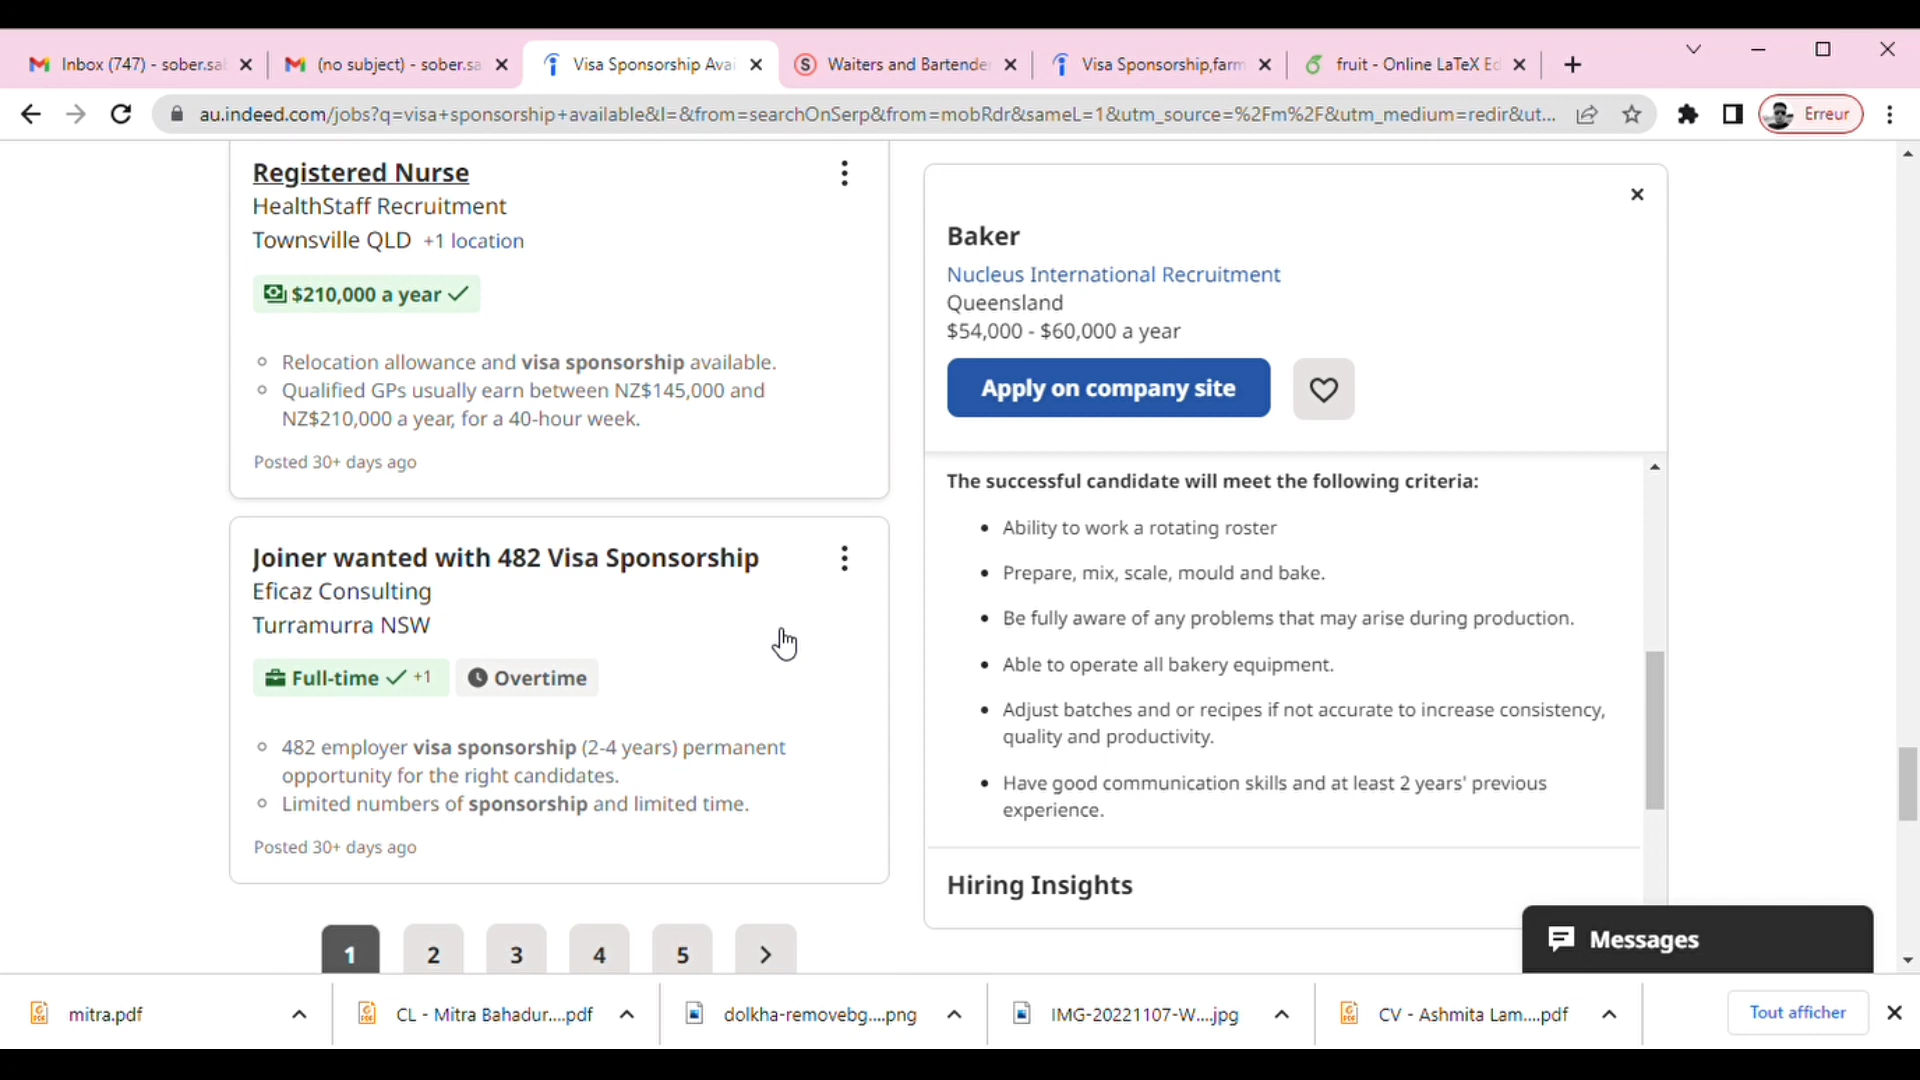 Inbox (747) - sober.sa
(no subject) - sober.sa
Visa Sponsorship Avai
Waiters and Bartende
Visa Sponsorship,farm
fruit - Online LaTeX Ed
au.indeed.com/jobs?q=visa+sponsorship+available&l=&from=searchOnSerp&from=mobRdr&sameL=1&utm_source=%2Fm%2F&utm_medium=redir&ut...
Erreur
Registered Nurse
HealthStaff Recruitment
Townsville QLD +1 location
$210,000 a year
Relocation allowance and visa sponsorship available.
Qualified GPs usually earn between NZ$145,000 and
NZ$210,000 a year, for a 40-hour week.
Posted 30+ days ago
Joiner wanted with 482 Visa Sponsorship
Eficaz Consulting
Turramurra NSW
Full-time +1
Overtime
482 employer visa sponsorship (2-4 years) permanent
opportunity for the right candidates.
Limited numbers of sponsorship and limited time.
Posted 30+ days ago
1 2 3 4 5
Baker
Nucleus International Recruitment
Queensland
$54,000 - $60,000 a year
Apply on company site
The successful candidate will meet the following criteria:
Ability to work a rotating roster
Prepare, mix, scale, mould and bake.
Be fully aware of any problems that may arise during production.
Able to operate all bakery equipment.
Adjust batches and or recipes if not accurate to increase consistency,
quality and productivity.
Have good communication skills and at least 2 years' previous
experience.
Hiring Insights
Messages
mitra.pdf
CL - Mitra Bahadur....pdf
dolkha-removebg....png
IMG-20221107-W....jpg
CV - Ashmita Lam....pdf
Tout afficher